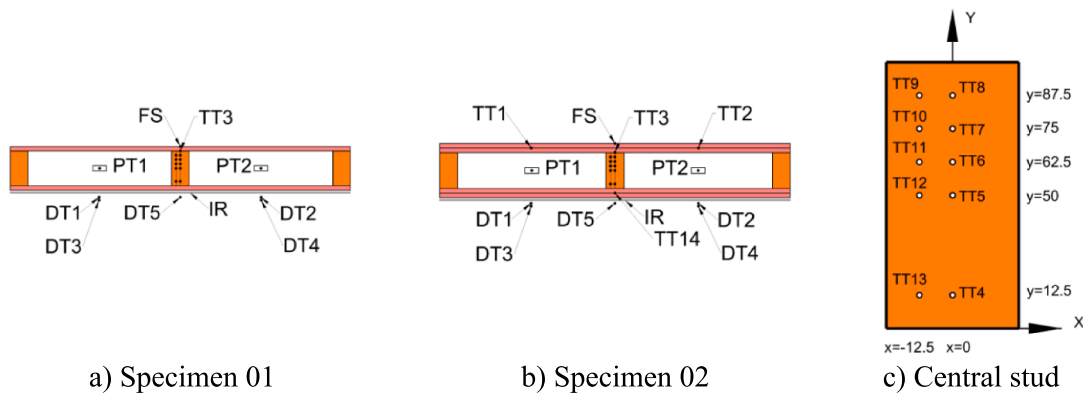 FS
TT3
PT1
PT2
DT1
DT5
IR
DT2
DT3
DT4
a) Specimen 01
TT1
FS
TT3
TT2
PT1
PT2
DT1
DT5
IR
DT2
DT3
TT14
DT4
b) Specimen 02
Y
TT9
TT8
y=87.5
TT10
TT7
y=75
TT11
TT6
y=62.5
TT12
TT5
y=50
TT13
TT4
y=12.5
X
x=-12.5
x=0
c) Central stud